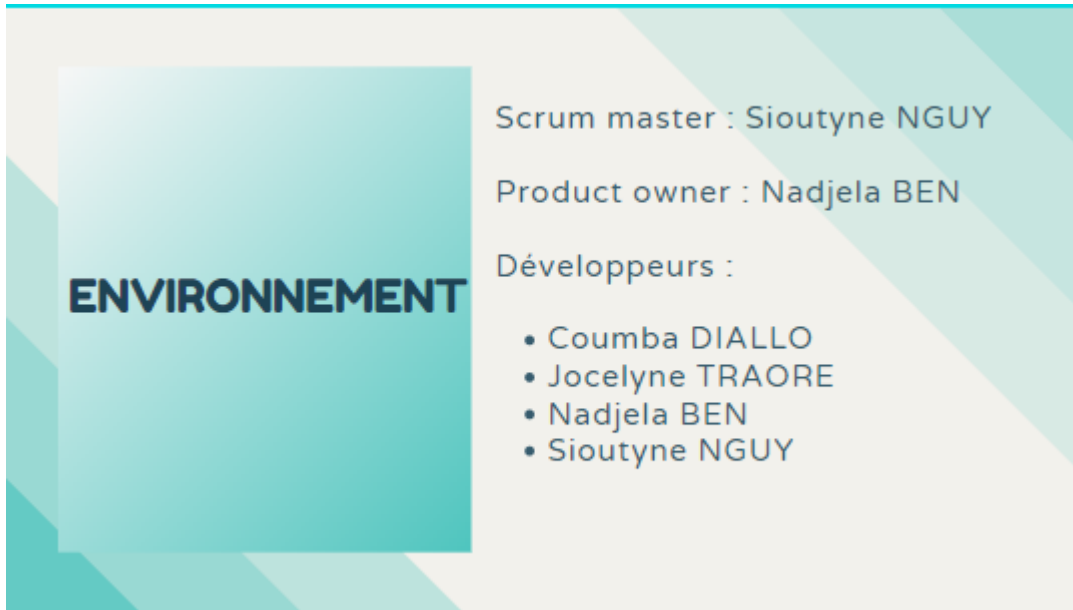 ENVIRONNEMENT
Scrum master : Sioutyne NGUY
Product owner : Nadjela BEN
Développeurs :
• Coumba DIALLO
• Jocelyne TRAORE
• Nadjela BEN
• Sioutyne NGUY